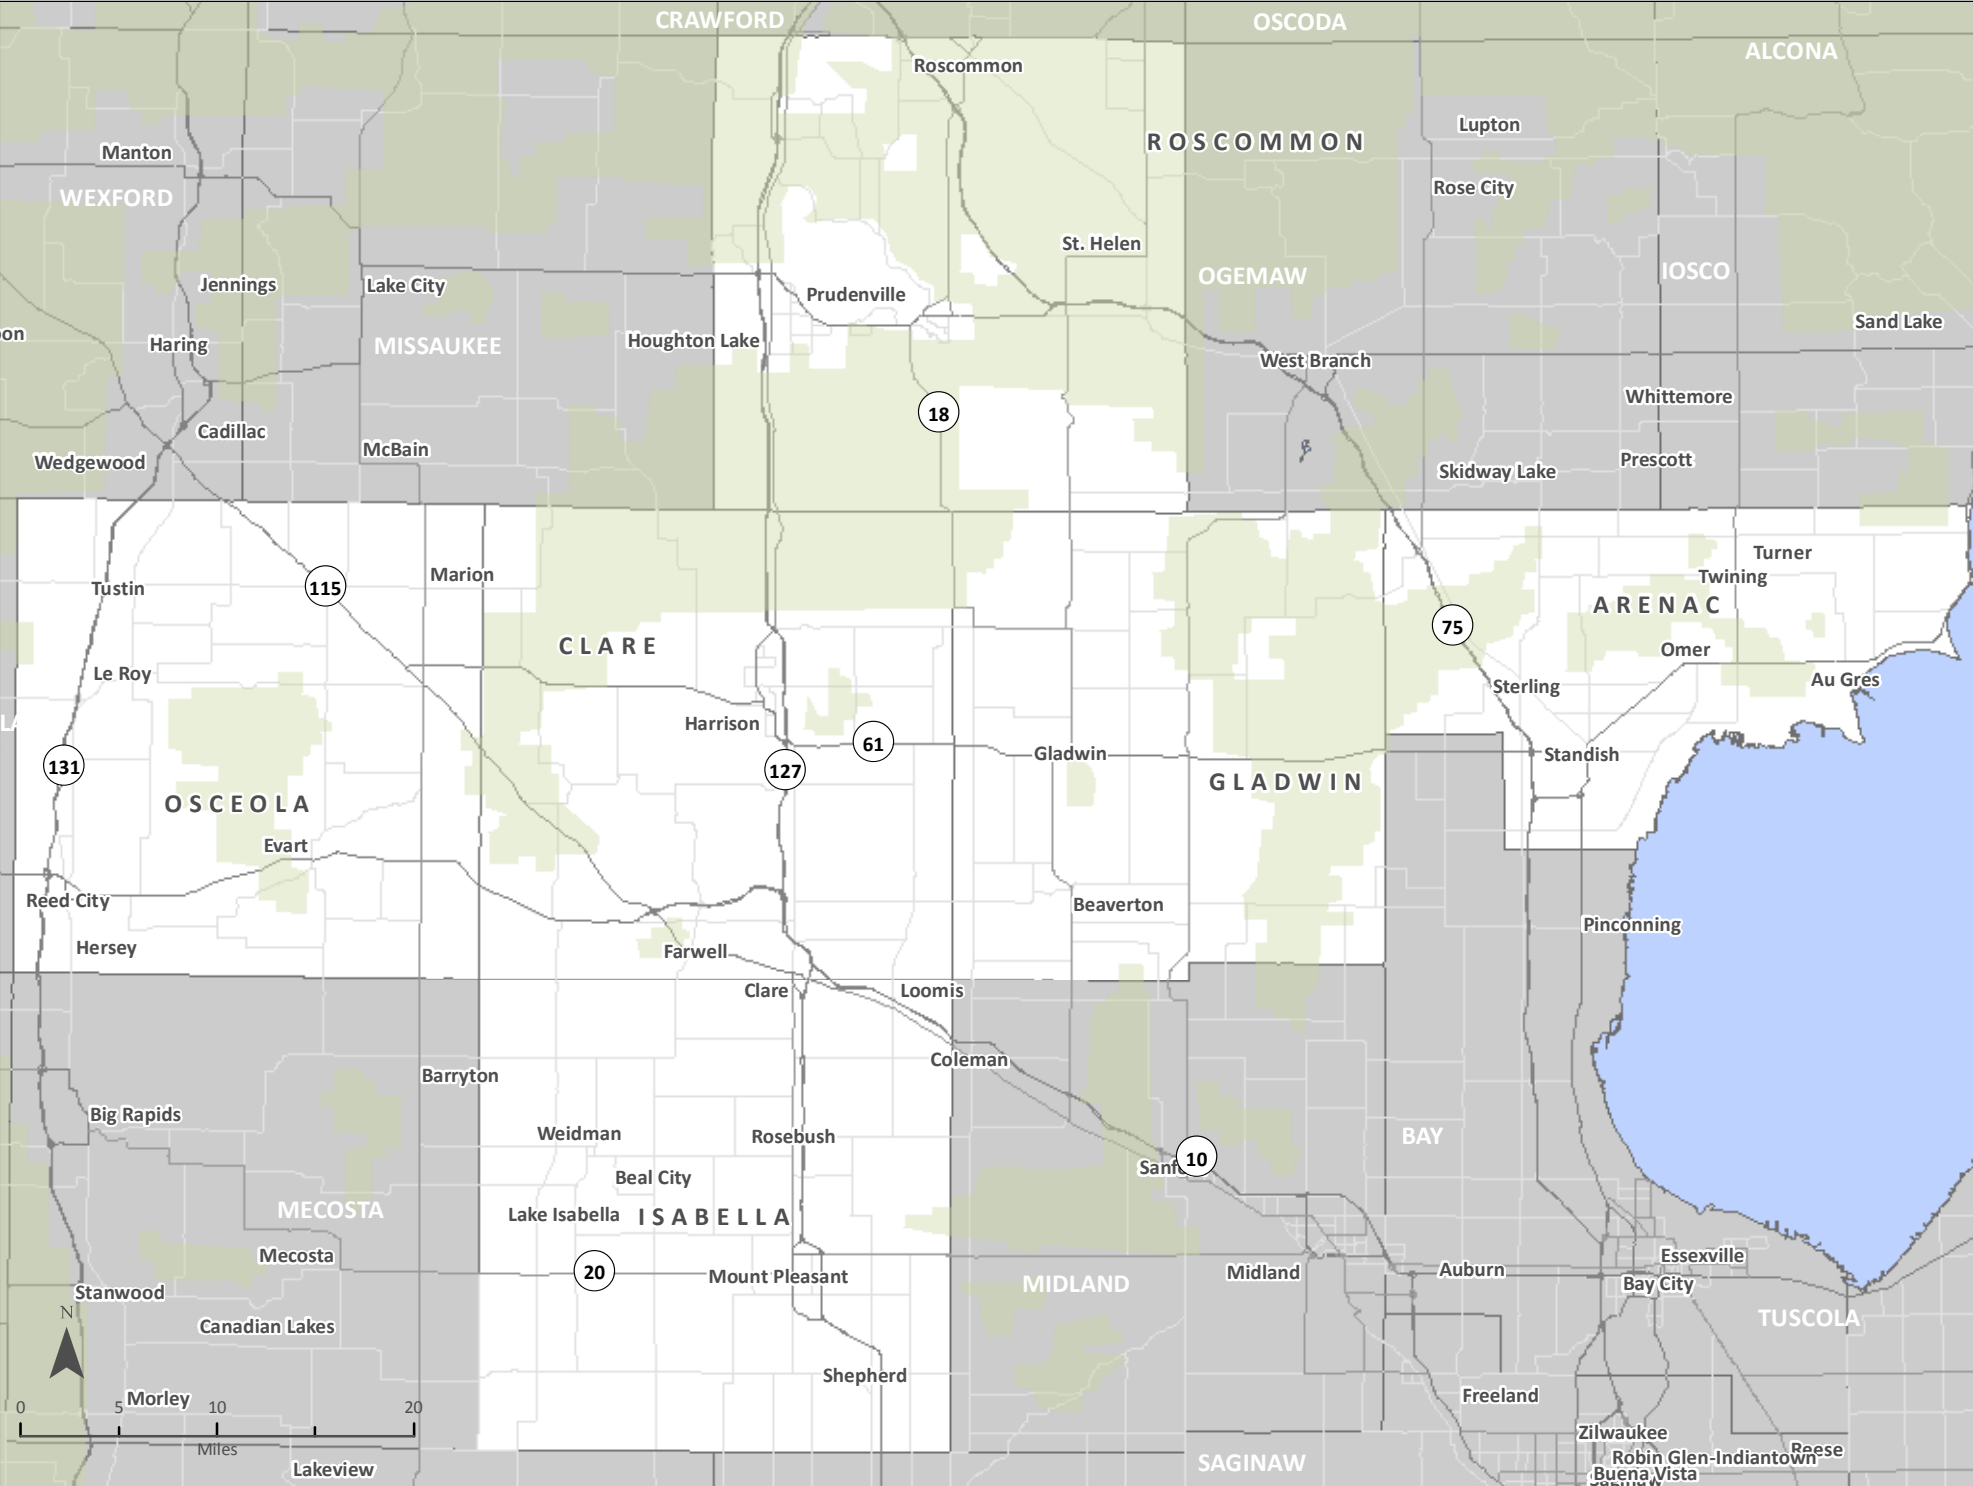 CRAWFORD
OSCODA
ALCONA
Roscommon
Lupton
ROSCOMMON
Manton
Rose City
WEXFORD
St. Helen
IOSCO
OGEMAW
Jennings
Lake City
Prudenville
Sand Lake
on
Haring
MISSAUKEE
Houghton Lake
West Branch
Whittemore
18
Cadillac
McBain
Wedgewood
Prescott
Skidway Lake
Turner
Marion
Twining
Tustin
115
ARENAC
75
CLARE
Omer
Le Roy
Au Gres
Sterling
LA
Harrison
61
Gladwin
Standish
131
127
GLADWIN
OSCEOLA
Evart
Reed City
Beaverton
Pinconning
Hersey
Farwell
Clare
Loomis
Coleman
Barryton
Big Rapids
Weidman
Rosebush
BAY
10
Sanf
Beal City
MECOSTA
Lake Isabella
ISABELLA
Mecosta
Essexville
20
Mount Pleasant
Midland
Auburn
MIDLAND
Bay City
Stanwood
N
TUSCOLA
Canadian Lakes
Shepherd
Morley
Freeland
0 5 10 20
Miles
Zilwaukee
Reese
Robin Glen-Indiantown
SAGINAW
Lakeview
Buena Vista